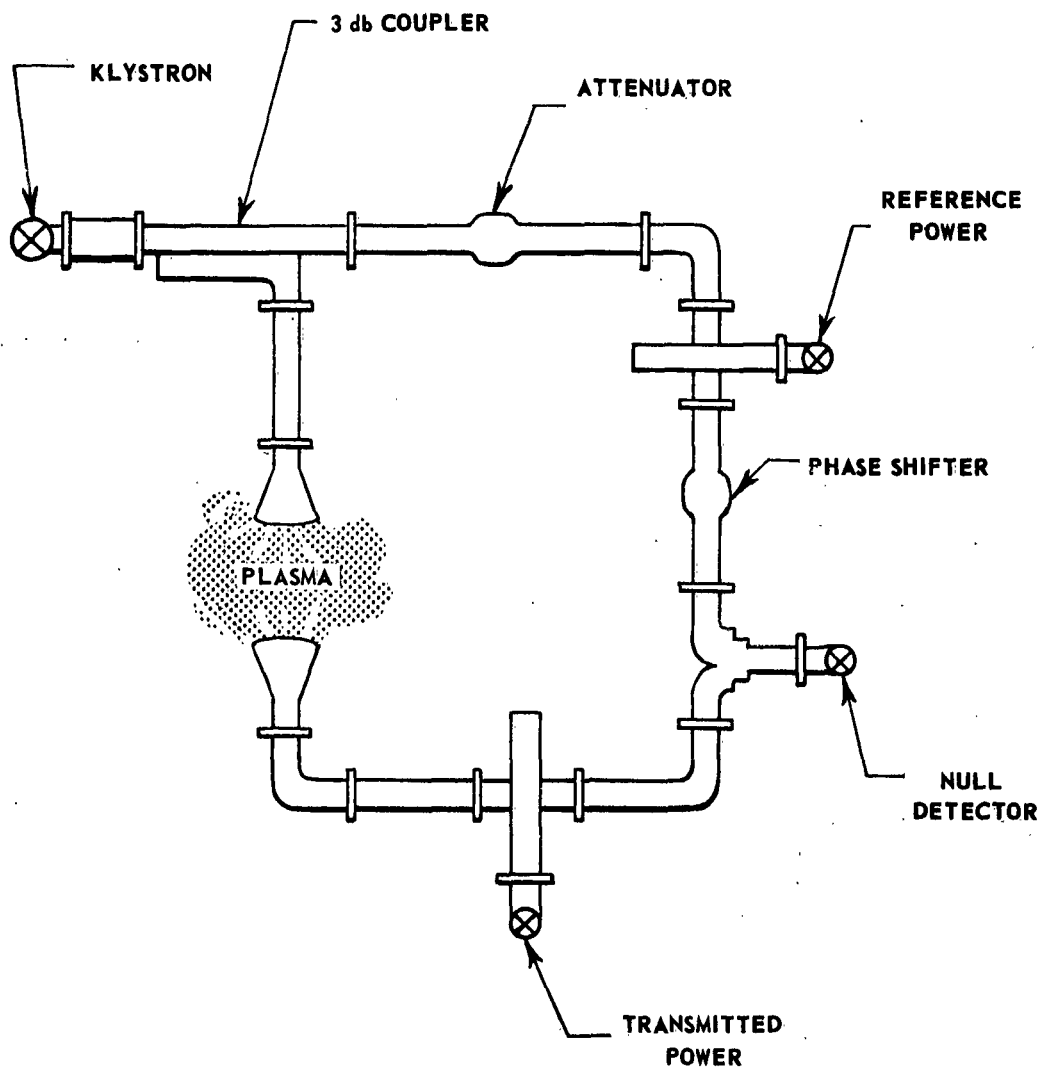 3 db COUPLER
KLYSTRON
ATTENUATOR
REFERENCE
POWER
PHASE SHIFTER
PLASMA
NULL
DETECTOR
TRANSMITTED
POWER